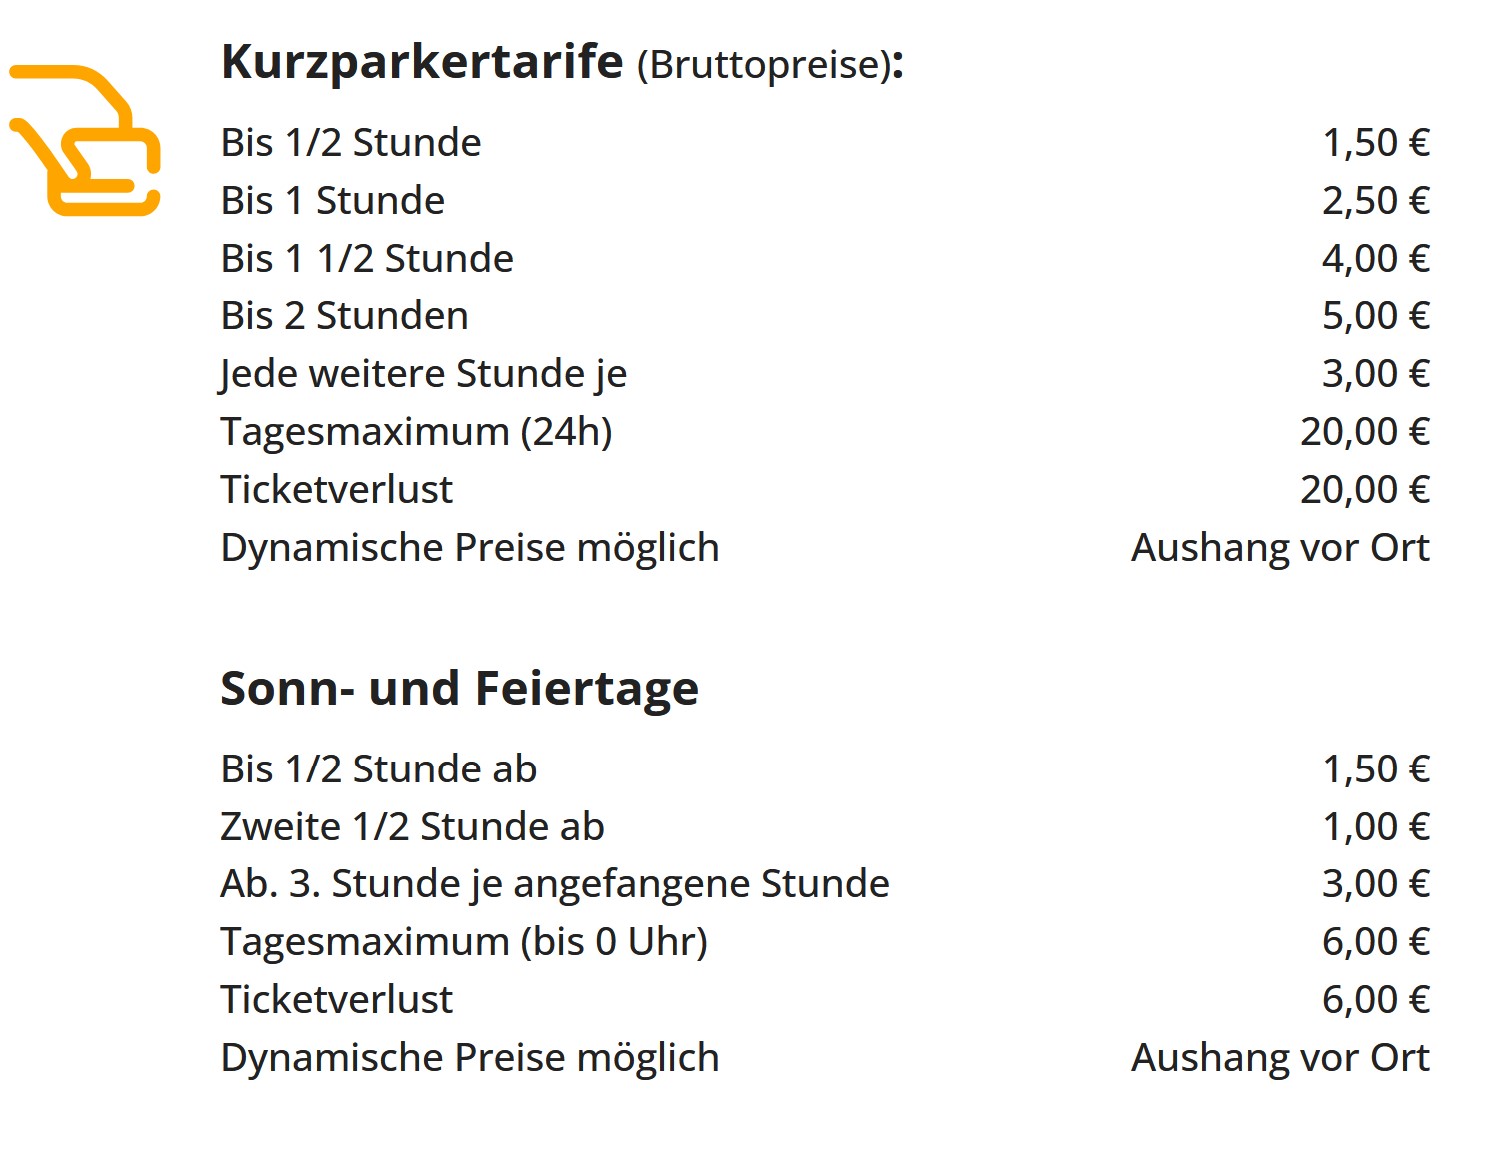 Kurzparkertarife (Bruttopreise):
Bis 1/2 Stunde 1,50 €
Bis 1 Stunde 2,50 €
Bis 1 1/2 Stunde 4,00 €
Bis 2 Stunden 5,00 €
Jede weitere Stunde je 3,00 €
Tagesmaximum (24h) 20,00 €
Ticketverlust 20,00 €
Dynamische Preise möglich Aushang vor Ort
Sonn- und Feiertage
Bis 1/2 Stunde ab 1,50 €
Zweite 1/2 Stunde ab 1,00 €
Ab. 3. Stunde je angefangene Stunde 3,00 €
Tagesmaximum (bis 0 Uhr) 6,00 €
Ticketverlust 6,00 €
Dynamische Preise möglich Aushang vor Ort